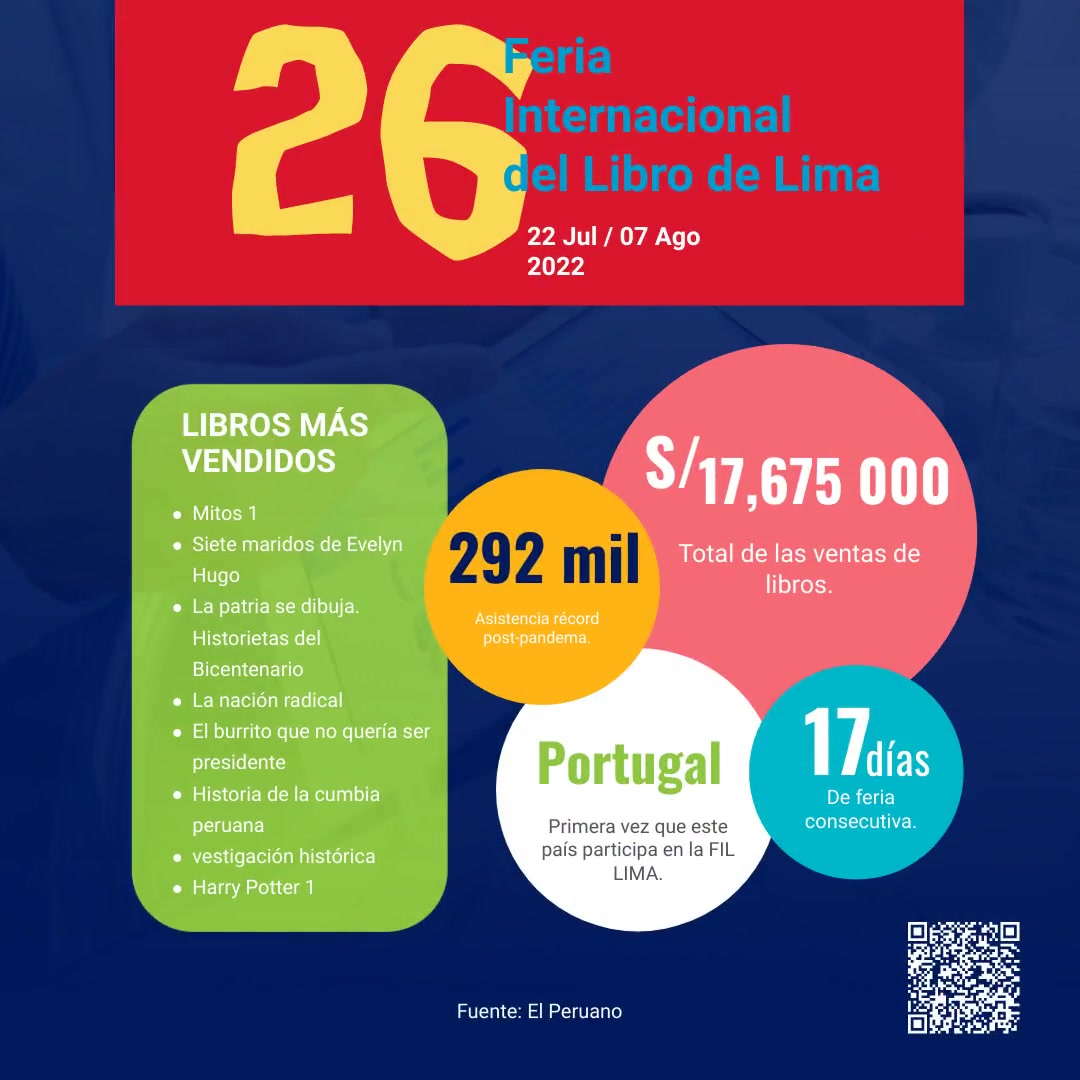 26
Feria
Internacional
del Libro de Lima
22 Jul / 07 Ago
2022
LIBROS MÁS
VENDIDOS
• Mitos 1
• Siete maridos de Evelyn
Hugo
• La patria se dibuja.
Historietas del
Bicentenario
• La nación radical
• El burrito que no quería ser
presidente
• Historia de la cumbia
peruana
• vestigación histórica
• Harry Potter 1
292 mil
Asistencia récord
post-pandema.
S/17,675 000
Total de las ventas de
libros.
Portugal
Primera vez que este
país participa en la FIL
LIMA.
17días
De feria
consecutiva.
Fuente: El Peruano